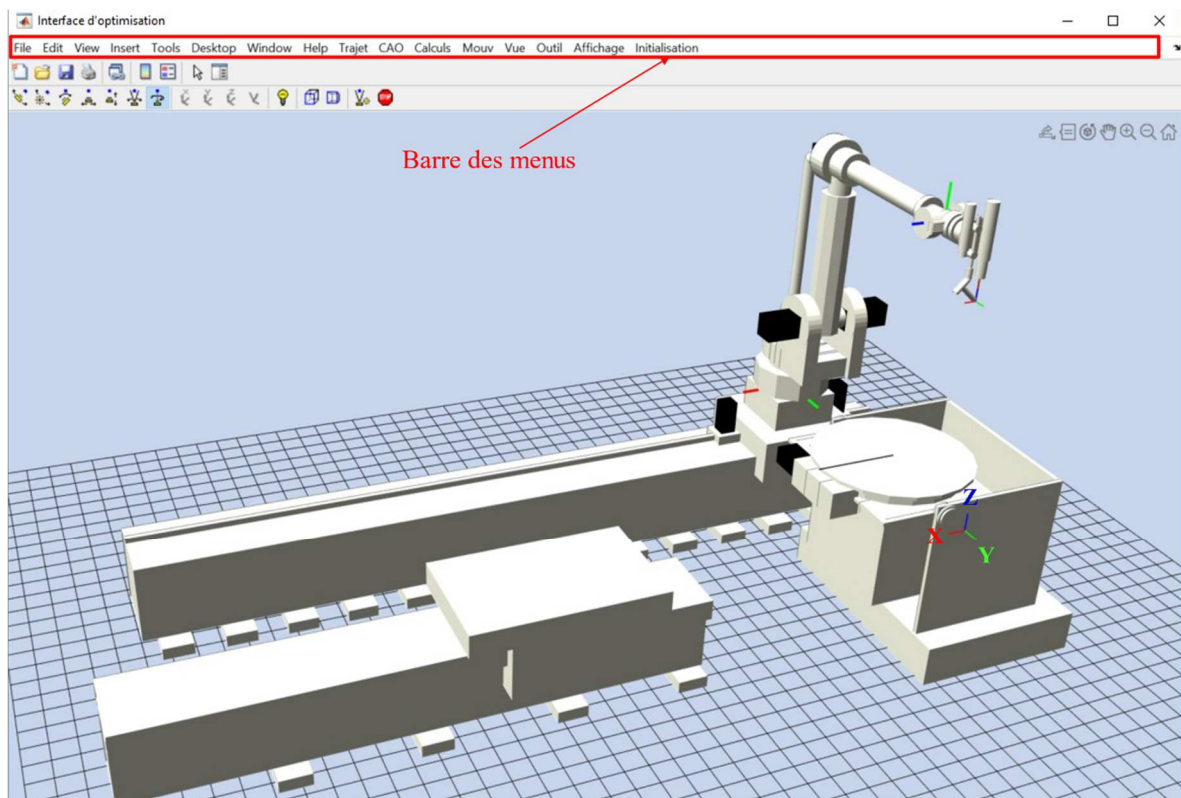 Interface d'optimisation
File Edit View Insert Tools Desktop Window Help Trajet CAO Calculs Mouv Vue Outil Affichage Initialisation
Barre des menus
Z
X
Y